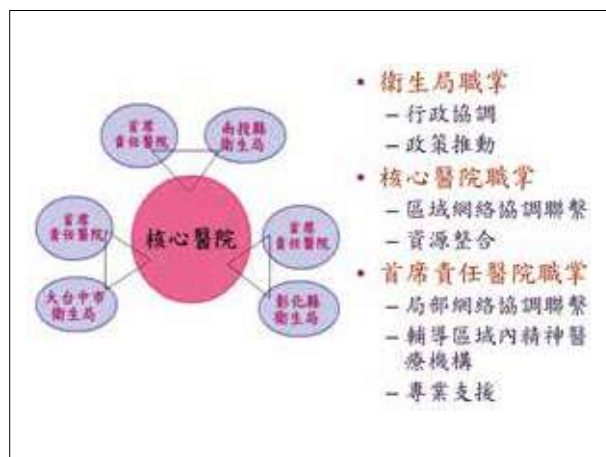 首席
責任醫院
南投縣
衛生局
首席
責任醫院
核心醫院
首席
責任醫院
大台中市
衛生局
彰化縣
衛生局
• 衛生局職掌
– 行政協調
– 政策推動
• 核心醫院職掌
– 區域網絡協調聯繫
– 資源整合
• 首席責任醫院職掌
– 局部網絡協調聯繫
– 輔導區域內精神醫
療機構
– 專業支援